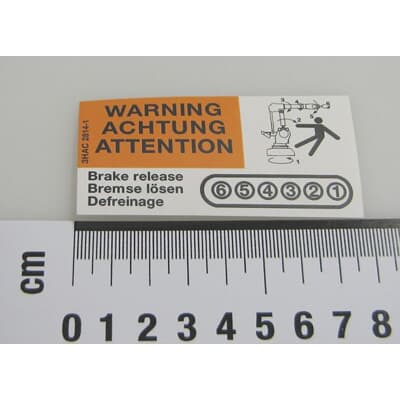 3HAC 2814-1
WARNING
ACHTUNG
ATTENTION
Brake release
Bremse lösen
Defreinage
6 5 4 3 2 1
cm
0 1 2 3 4 5 6 7 8